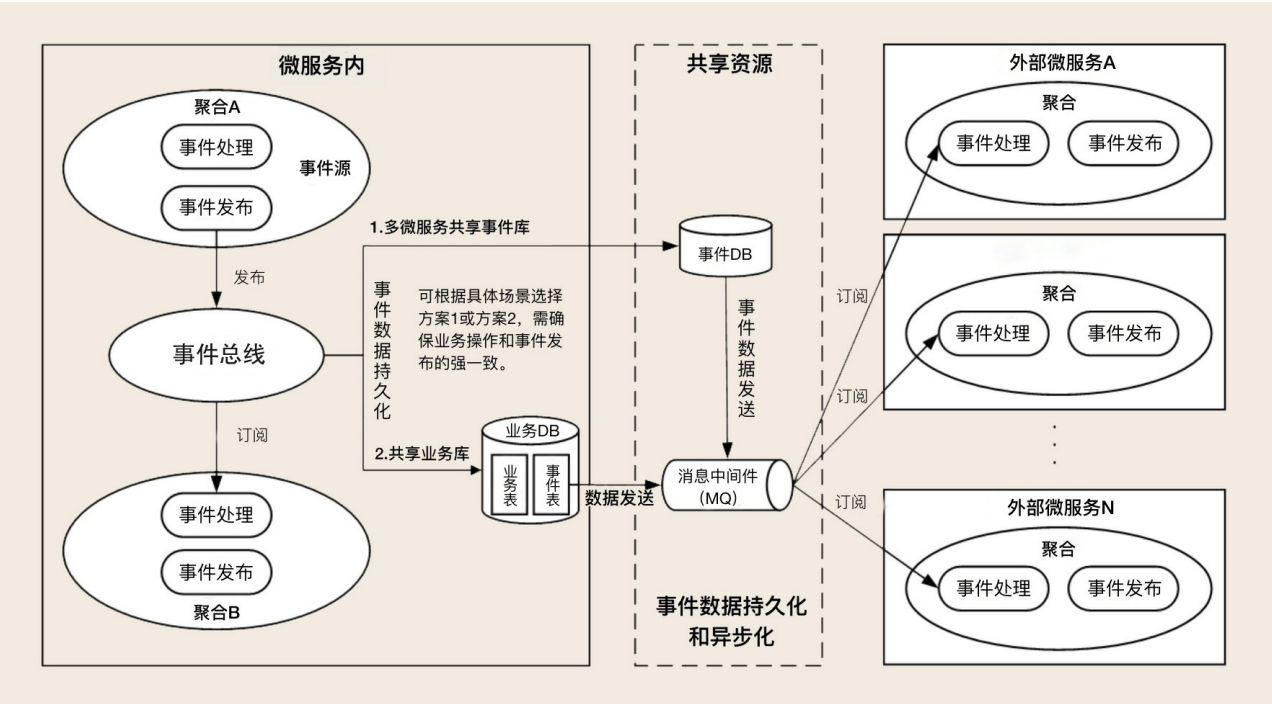 微服务内
聚合A
事件处理
事件源
事件发布
发布
事件总线
订阅
事件处理
事件发布
聚合B
1.多微服务共享事件库
事件数据持久化
可根据具体场景选择
方案1或方案2，需确
保业务操作和事件发
布的强一致。
2.共享业务库
业务DB
业务表
事件表
数据发送
共享资源
事件DB
事件数据发送
消息中间件
（MQ）
事件数据持久化
和异步化
订阅
订阅
订阅
外部微服务A
聚合
事件处理
事件发布
聚合
事件处理
事件发布
外部微服务N
聚合
事件处理
事件发布